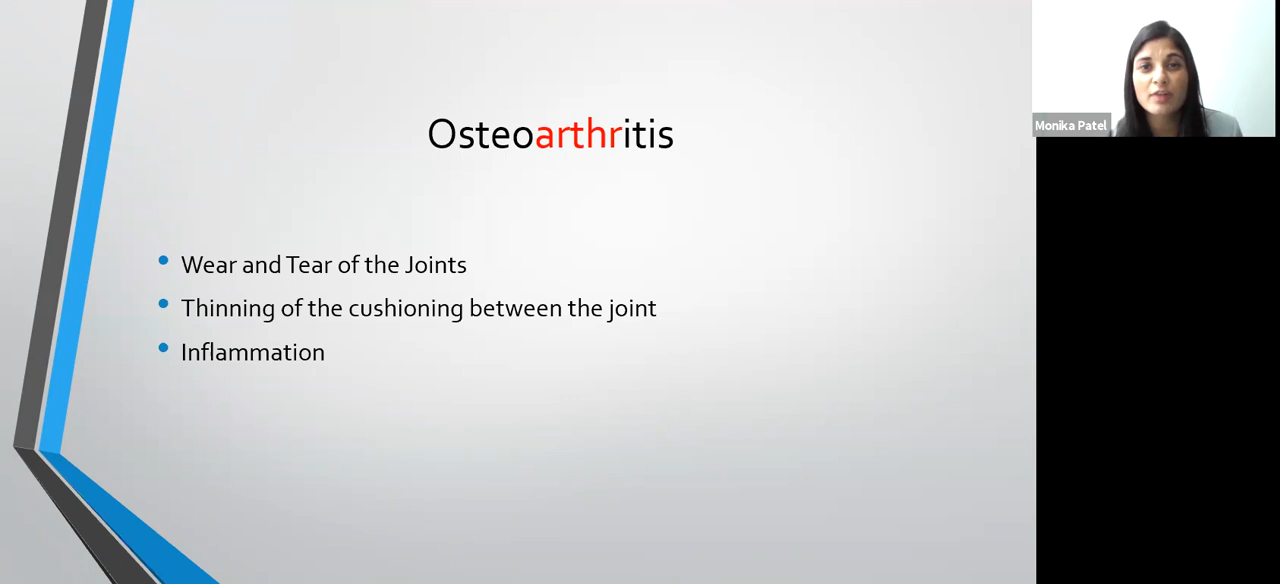 Osteoarthritis
Wear and Tear of the Joints
Thinning of the cushioning between the joint
Inflammation
Monika Patel